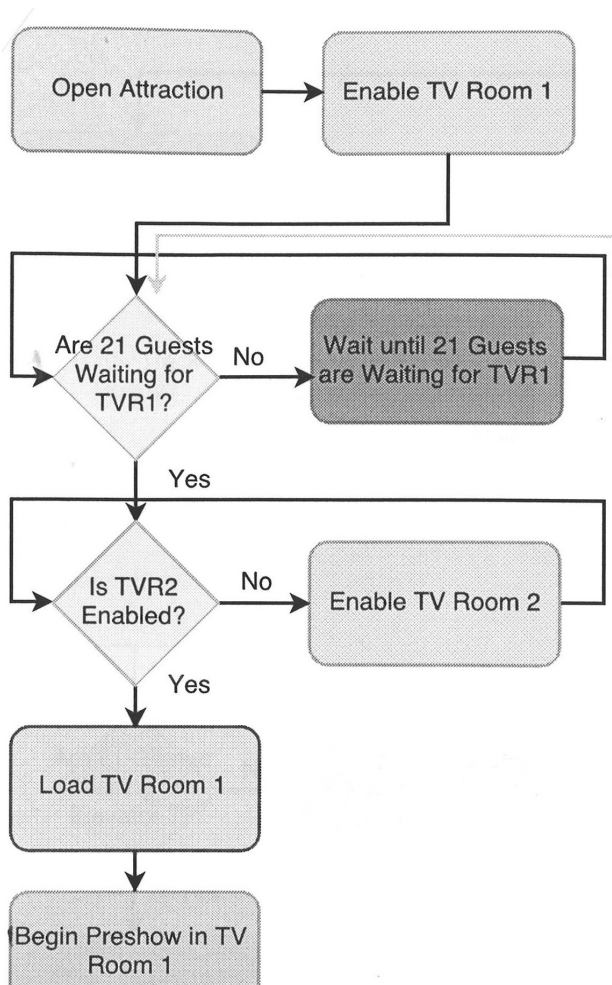 Open Attraction
Enable TV Room 1
Are 21 Guests
Waiting for
TVR1?
No
Wait until 21 Guests
are Waiting for TVR1
Yes
Is TVR2
Enabled?
No
Enable TV Room 2
Yes
Load TV Room 1
Begin Preshow in TV
Room 1